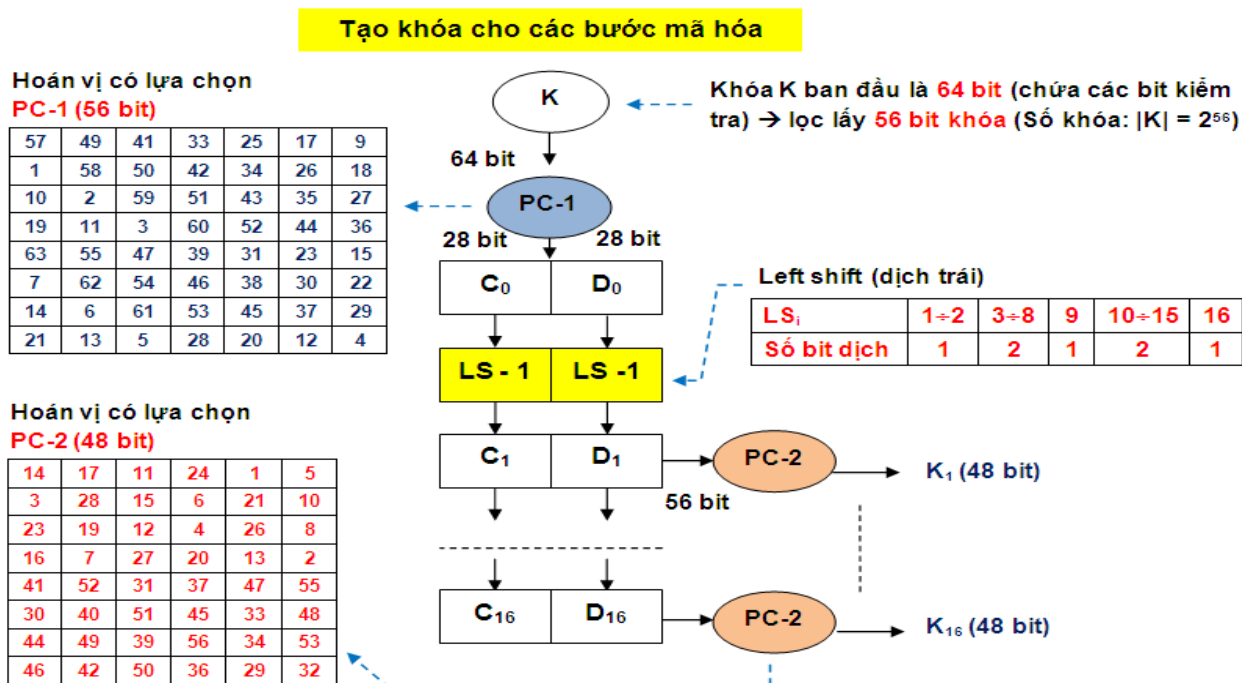 Tạo khóa cho các bước mã hóa
Hoán vị có lựa chọn
PC-1 (56 bit)
57 49 41 33 25 17 9
1 58 50 42 34 26 18
10 2 59 51 43 35 27
19 11 3 60 52 44 36
63 55 47 39 31 23 15
7 62 54 46 38 30 22
14 6 61 53 45 37 29
21 13 5 28 20 12 4
K
Khóa K ban đầu là 64 bit (chứa các bit kiểm
tra) → lọc lấy 56 bit khóa (Số khóa: |K| = 2⁵⁶)
64 bit
PC-1
28 bit 28 bit
C₀ D₀
Left shift (dịch trái)
LSᵢ 1÷2 3÷8 9 10÷15 16
Số bit dịch 1 2 1 2 1
LS - 1 LS -1
Hoán vị có lựa chọn
PC-2 (48 bit)
14 17 11 24 1 5
3 28 15 6 21 10
23 19 12 4 26 8
16 7 27 20 13 2
41 52 31 37 47 55
30 40 51 45 33 48
44 49 39 56 34 53
46 42 50 36 29 32
C₁ D₁
PC-2
K₁ (48 bit)
56 bit
C₁₆ D₁₆
PC-2
K₁₆ (48 bit)